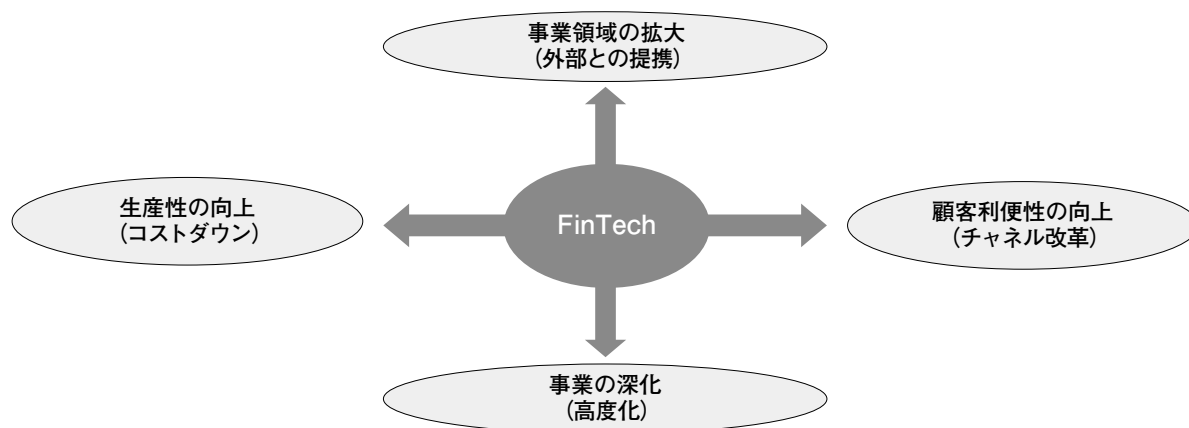 事業領域の拡大
(外部との提携)
生産性の向上
(コストダウン)
FinTech
顧客利便性の向上
(チャネル改革)
事業の深化
(高度化)